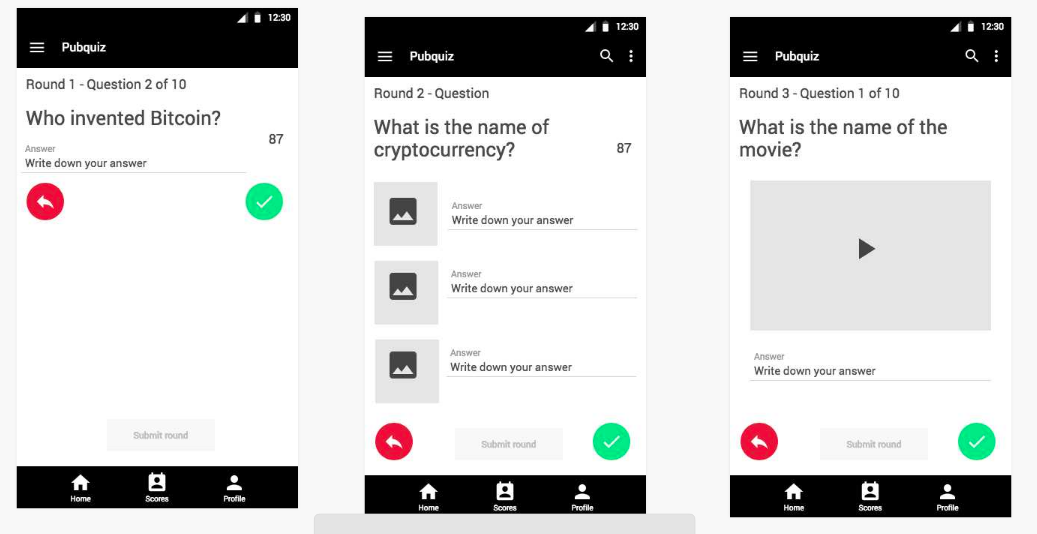 12:30
Pubquiz
Round 1 - Question 2 of 10
Who invented Bitcoin?
87
Answer
Write down your answer
Submit round
Home
Scores
Profile
12:30
Pubquiz
Round 2 - Question
What is the name of
cryptocurrency?
87
Answer
Write down your answer
Answer
Write down your answer
Answer
Write down your answer
Submit round
Home
Scores
Profile
12:30
Pubquiz
Round 3 - Question 1 of 10
What is the name of the
movie?
Answer
Write down your answer
Submit round
Home
Scores
Profile